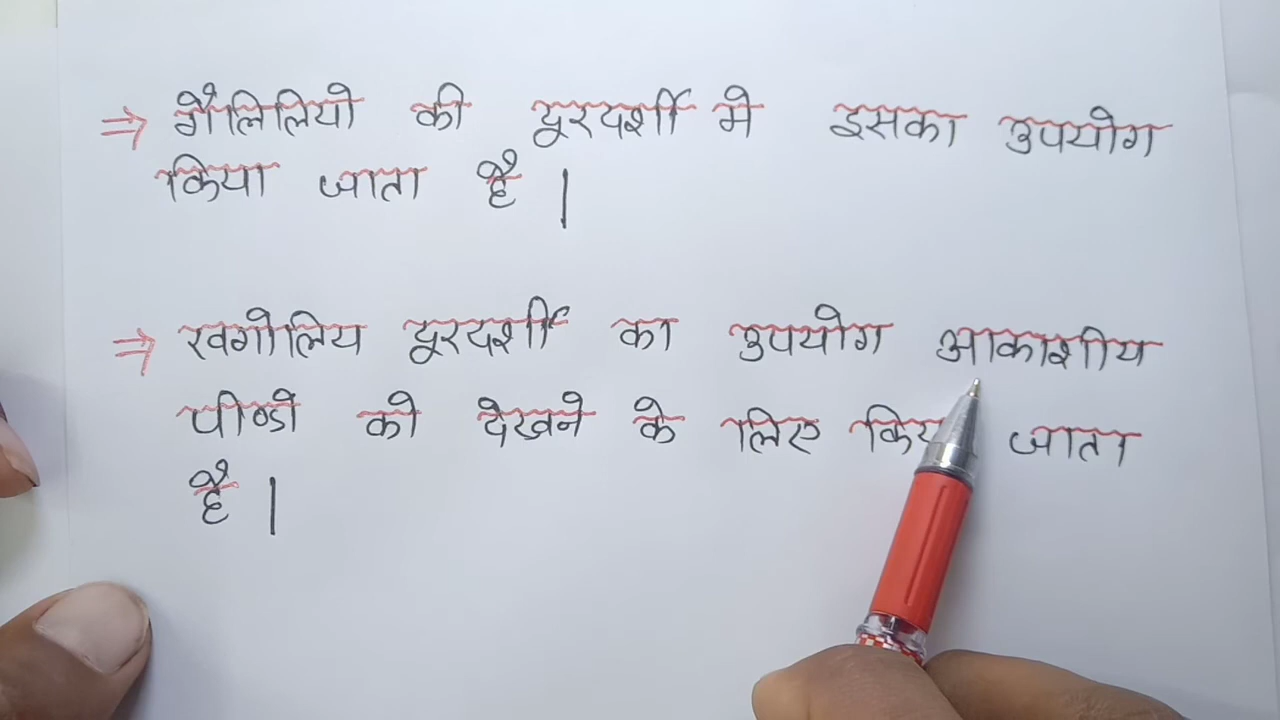 ⇒ गैलिलियो की दूरदर्शी मे इसका उपयोग
किया जाता है |
⇒ खगोलिय दूरदर्शी का उपयोग आकाशीय
पीण्डो को देखने के लिए किया जाता
है |